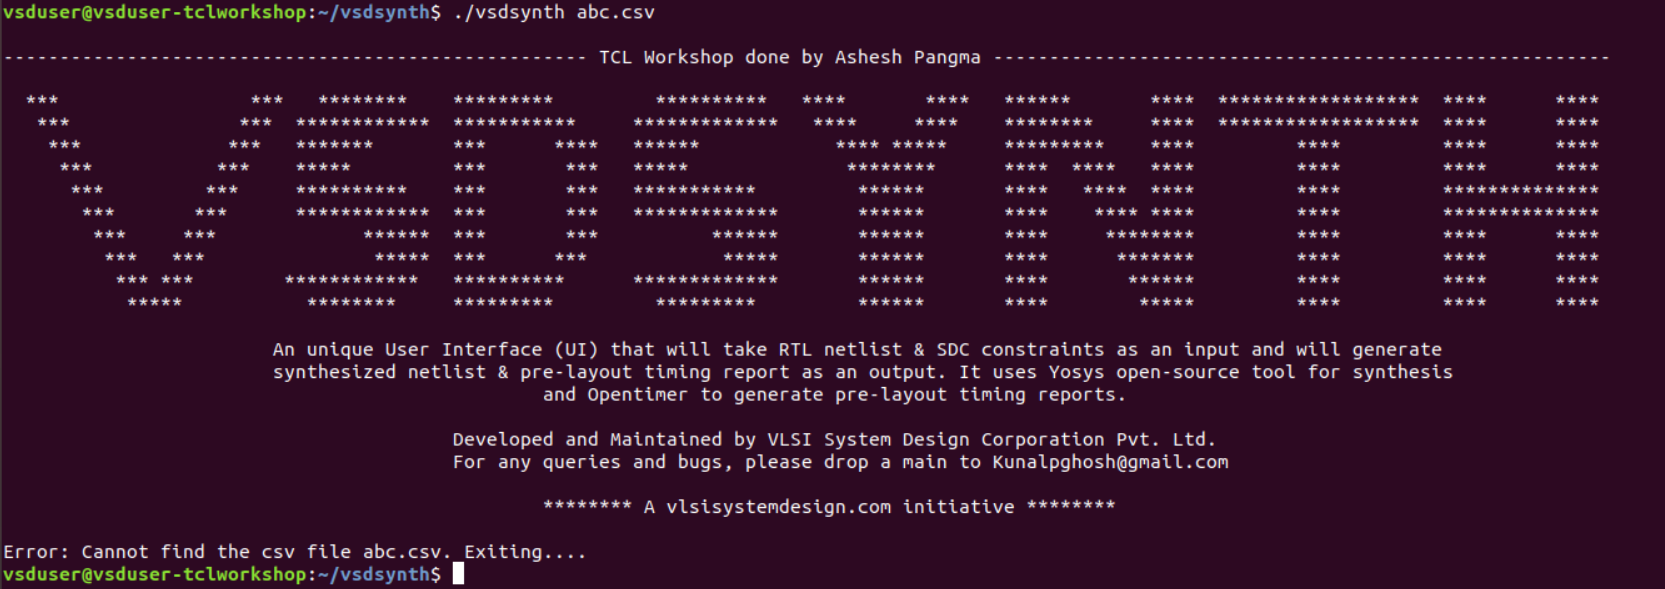 vsduser@vsduser-tclworkshop:~/vsdsynth$ ./vsdsynth abc.csv
---------------------------------------------------- TCL Workshop done by Ashesh Pangma -------------------------------------------------------
VSDSYNTH
An unique User Interface (UI) that will take RTL netlist & SDC constraints as an input and will generate
synthesized netlist & pre-layout timing report as an output. It uses Yosys open-source tool for synthesis
and Opentimer to generate pre-layout timing reports.
Developed and Maintained by VLSI System Design Corporation Pvt. Ltd.
For any queries and bugs, please drop a main to Kunalpghosh@gmail.com
******** A vlsisystemdesign.com initiative ********
Error: Cannot find the csv file abc.csv. Exiting....
vsduser@vsduser-tclworkshop:~/vsdsynth$